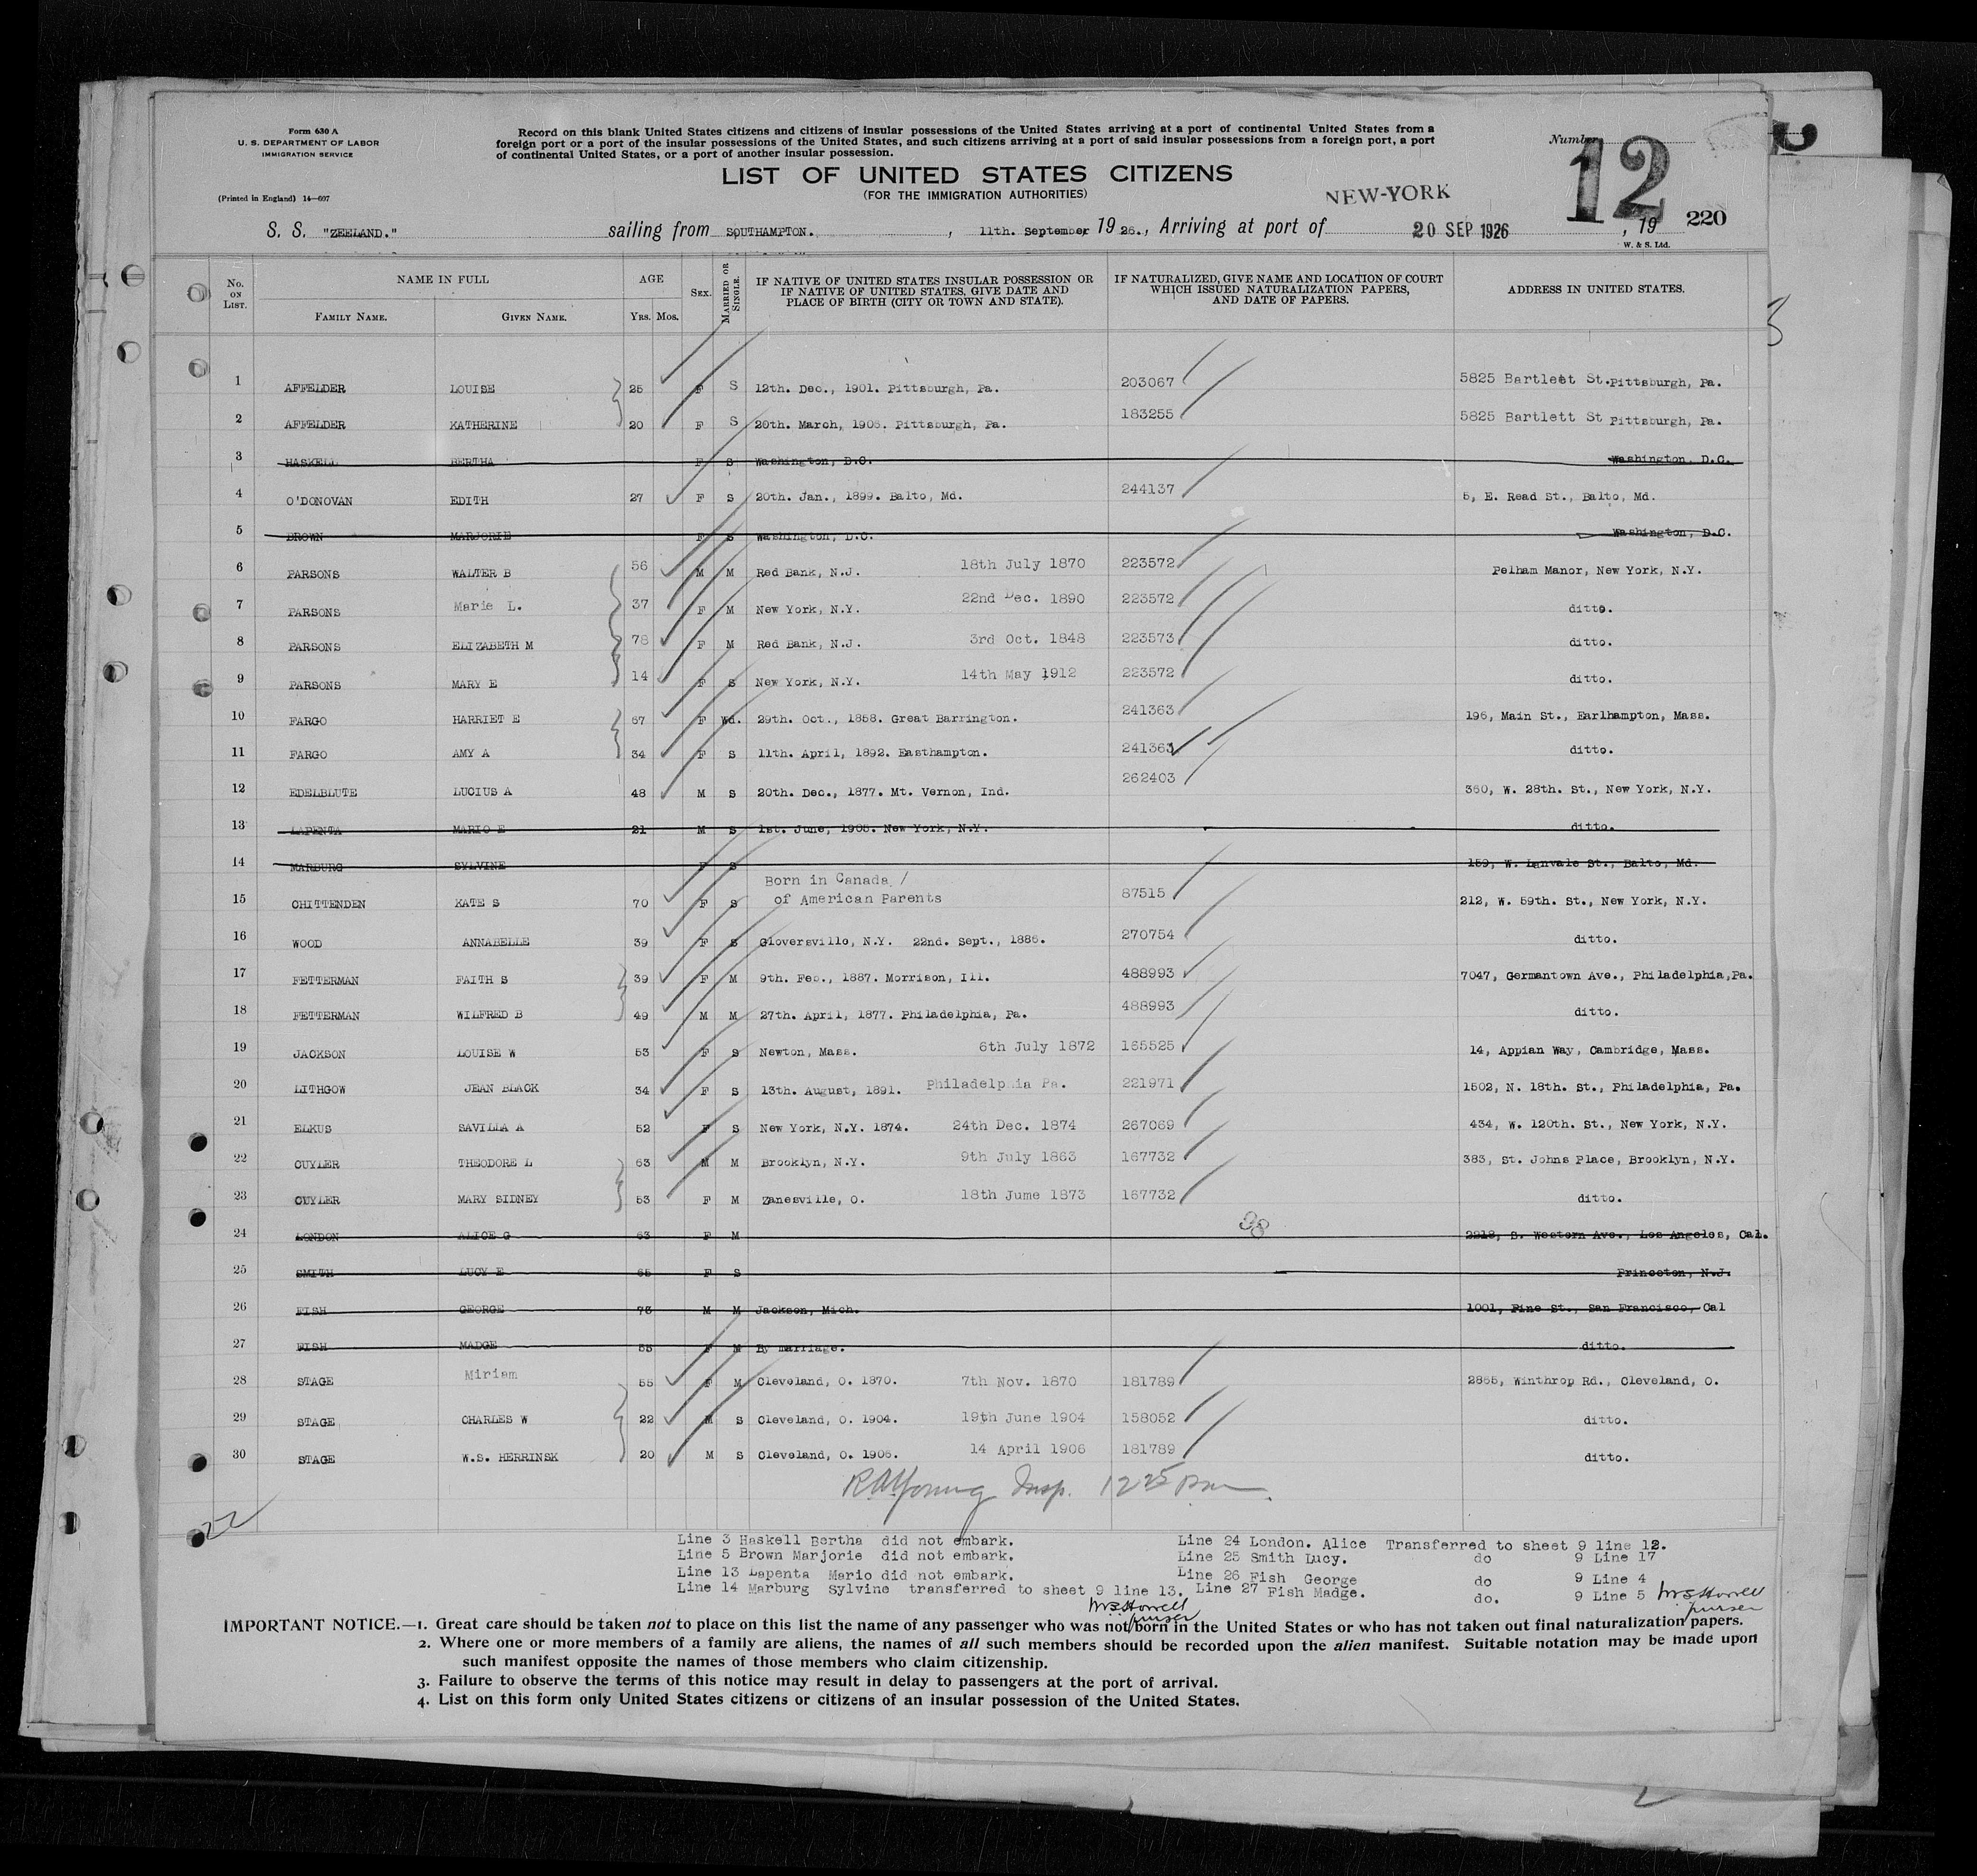 Form 630 A
U. S. DEPARTMENT OF LABOR
IMMIGRATION SERVICE
(Printed in England) 14—607
Record on this blank United States citizens and citizens of insular possessions of the United States arriving at a port of continental United States from a
foreign port or a port of the insular possessions of the United States, and such citizens arriving at a port of said insular possessions from a foreign port, a port
of continental United States, or a port of another insular possession.
Number 12
LIST OF UNITED STATES CITIZENS
(FOR THE IMMIGRATION AUTHORITIES)
NEW-YORK
S. S. "ZEELAND." sailing from SOUTHAMPTON. , 11th. September, 19 26., Arriving at port of 20 SEP 1926 , 19 220
W. & S. Ltd.
No. ON LIST. NAME IN FULL AGE SEX. MARRIED OR SINGLE. IF NATIVE OF UNITED STATES INSULAR POSSESSION OR IF NATIVE OF UNITED STATES, GIVE DATE AND PLACE OF BIRTH (CITY OR TOWN AND STATE). IF NATURALIZED, GIVE NAME AND LOCATION OF COURT WHICH ISSUED NATURALIZATION PAPERS, AND DATE OF PAPERS. ADDRESS IN UNITED STATES.
FAMILY NAME. GIVEN NAME. YRS. MOS.
1 AFFELDER LOUISE 25 F S 12th. Dec., 1901. Pittsburgh, Pa. 203067 5825 Bartlett St. Pittsburgh, Pa.
2 AFFELDER KATHERINE 20 F S 20th. March, 1906. Pittsburgh, Pa. 183255 5825 Bartlett St Pittsburgh, Pa.
3 HASKELL BERTHA F S Washington, D.C. Washington, D.C.
4 O'DONOVAN EDITH 27 F S 20th. Jan., 1899. Balto, Md. 244137 5, E. Read St., Balto, Md.
5 BROWN MARJORIE F S Washington, D.C. Washington, D.C.
6 PARSONS WALTER B 56 M M Red Bank, N.J. 18th July 1870 223572 Pelham Manor, New York, N.Y.
7 PARSONS Marie L. 37 F M New York, N.Y. 22nd Dec. 1890 223572 ditto.
8 PARSONS ELIZABETH M 78 F M Red Bank, N.J. 3rd Oct. 1848 223573 ditto.
9 PARSONS MARY E 14 F S New York, N.Y. 14th May 1912 223572 ditto.
10 FARGO HARRIET E 67 F Wd. 29th. Oct., 1858. Great Barrington. 241363 196, Main St., Earlhampton, Mass.
11 FARGO AMY A 34 F S 11th. April, 1892. Easthampton. 241363 ditto.
12 EDELBLUTE LUCIUS A 48 M S 20th. Dec., 1877. Mt. Vernon, Ind. 262403 360, W. 28th. St., New York, N.Y.
13 LAPENTA MARIO E 21 M S 1st. June, 1905. New York, N.Y. ditto.
14 MARBURG SYLVINE F S 159, W. Lanvale St., Balto, Md.
15 CHITTENDEN KATE S 70 F S Born in Canada / of American Parents 87515 212, W. 59th. St., New York, N.Y.
16 WOOD ANNABELLE 39 F S Gloversville, N.Y. 22nd. Sept., 1886. 270754 ditto.
17 FETTERMAN FAITH S 39 F M 9th. Feb., 1887. Morrison, Ill. 488993 7047, Germantown Ave., Philadelphia, Pa.
18 FETTERMAN WILFRED B 49 M M 27th. April, 1877. Philadelphia, Pa. 488993 ditto.
19 JACKSON LOUISE W 53 F S Newton, Mass. 6th July 1872 165525 14, Appian Way, Cambridge, Mass.
20 LITHGOW JEAN BLACK 34 F S 13th. August, 1891. Philadelphia Pa. 221971 1502, N. 18th. St., Philadelphia, Pa.
21 ELKUS SAVILLA A 52 F S New York, N.Y. 1874. 24th Dec. 1874 267069 434, W. 120th. St., New York, N.Y.
22 CUYLER THEODORE L 63 M M Brooklyn, N.Y. 9th July 1863 167732 383, St. Johns Place, Brooklyn, N.Y.
23 CUYLER MARY SIDNEY 53 F M Zanesville, O. 18th Jume 1873 167732 ditto.
24 LONDON ALICE G 63 F M 2218, S. Western Ave., Los Angeles, Cal.
25 SMITH LUCY E 65 F S Princeton, N.J.
26 FISH GEORGE 73 M M Jackson, Mich. 1001, Pine St., San Francisco, Cal
27 FISH MADGE 55 F M By marriage. ditto.
28 STAGE Miriam 55 F M Cleveland, O. 1870. 7th Nov. 1870 181789 2855, Winthrop Rd., Cleveland, O.
29 STAGE CHARLES W 22 M S Cleveland, O. 1904. 19th June 1904 158052 ditto.
30 STAGE W.S. HERRINSK 20 M S Cleveland, O. 1906. 14 April 1906 181789 ditto.
R A Young Insp. 12 25 pm
22
Line 3 Haskell Bertha did not embark. Line 24 London. Alice Transferred to sheet 9 line 12.
Line 5 Brown Marjorie did not embark. Line 25 Smith Lucy. do 9 Line 17
Line 13 Lapenta Mario did not embark. Line 26 Fish George do 9 Line 4
Line 14 Marburg Sylvine transferred to sheet 9 line 13. Line 27 Fish Madge. do. 9 Line 5
purser purser
IMPORTANT NOTICE.—1. Great care should be taken not to place on this list the name of any passenger who was not born in the United States or who has not taken out final naturalization papers.
2. Where one or more members of a family are aliens, the names of all such members should be recorded upon the alien manifest. Suitable notation may be made upon
such manifest opposite the names of those members who claim citizenship.
3. Failure to observe the terms of this notice may result in delay to passengers at the port of arrival.
4. List on this form only United States citizens or citizens of an insular possession of the United States.